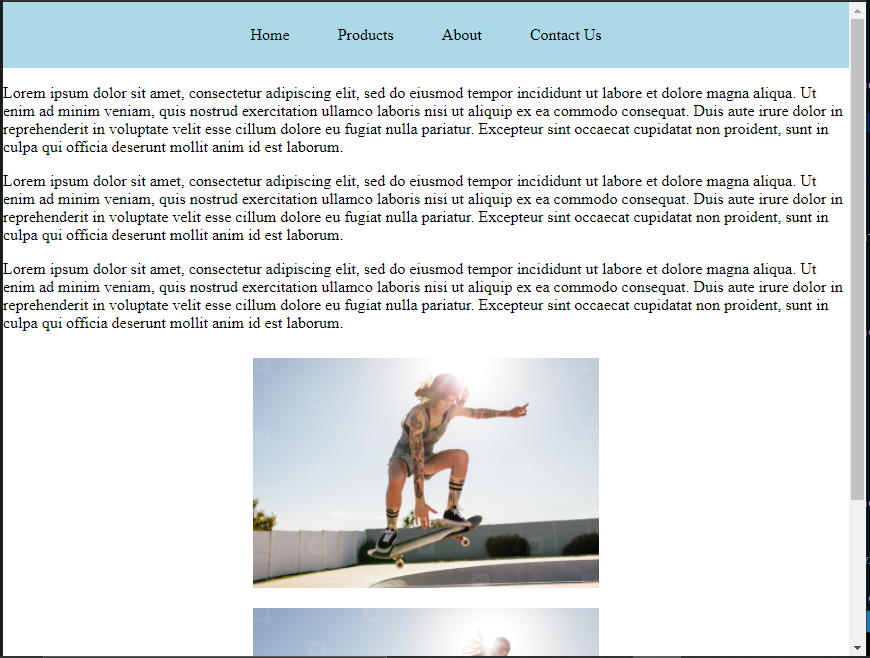 Home Products About Contact Us
Lorem ipsum dolor sit amet, consectetur adipiscing elit, sed do eiusmod tempor incididunt ut labore et dolore magna aliqua. Ut
enim ad minim veniam, quis nostrud exercitation ullamco laboris nisi ut aliquip ex ea commodo consequat. Duis aute irure dolor in
reprehenderit in voluptate velit esse cillum dolore eu fugiat nulla pariatur. Excepteur sint occaecat cupidatat non proident, sunt in
culpa qui officia deserunt mollit anim id est laborum.
Lorem ipsum dolor sit amet, consectetur adipiscing elit, sed do eiusmod tempor incididunt ut labore et dolore magna aliqua. Ut
enim ad minim veniam, quis nostrud exercitation ullamco laboris nisi ut aliquip ex ea commodo consequat. Duis aute irure dolor in
reprehenderit in voluptate velit esse cillum dolore eu fugiat nulla pariatur. Excepteur sint occaecat cupidatat non proident, sunt in
culpa qui officia deserunt mollit anim id est laborum.
Lorem ipsum dolor sit amet, consectetur adipiscing elit, sed do eiusmod tempor incididunt ut labore et dolore magna aliqua. Ut
enim ad minim veniam, quis nostrud exercitation ullamco laboris nisi ut aliquip ex ea commodo consequat. Duis aute irure dolor in
reprehenderit in voluptate velit esse cillum dolore eu fugiat nulla pariatur. Excepteur sint occaecat cupidatat non proident, sunt in
culpa qui officia deserunt mollit anim id est laborum.